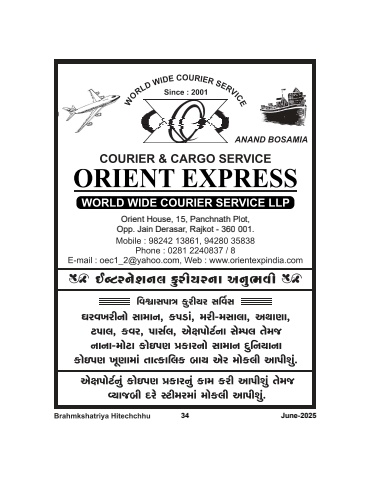 WORLD WIDE COURIER SERVICE
Since : 2001
ANAND BOSAMIA
COURIER & CARGO SERVICE
ORIENT EXPRESS
WORLD WIDE COURIER SERVICE LLP
Orient House, 15, Panchnath Plot,
Opp. Jain Derasar, Rajkot - 360 001.
Mobile : 98242 13861, 94280 35838
Phone : 0281 2240837 / 8
E-mail : oec1_2@yahoo.com, Web : www.orientexpindia.com
ઈન્ટરનેશનલ કુરીયરના અનુભવી
વિશ્વાસપાત્ર કુરીયર સર્વિસ
ઘરવખરીનો સામાન, કપડાં, મરી-મસાલા, અથાણા,
ટપાલ, કવર, પાર્સલ, એક્ષપોર્ટના સેમ્પલ તેમજ
નાના-મોટા કોઇપણ પ્રકારનો સામાન દુનિયાના
કોઇપણ ખૂણામાં તાત્કાલિક બાય એર મોકલી આપીશું.
એક્ષપોર્ટનું કોઇપણ પ્રકારનું કામ કરી આપીશું તેમજ
વ્યાજબી દરે સ્ટીમરમાં મોકલી આપીશું.
Brahmkshatriya Hitechchhu 34 June-2025